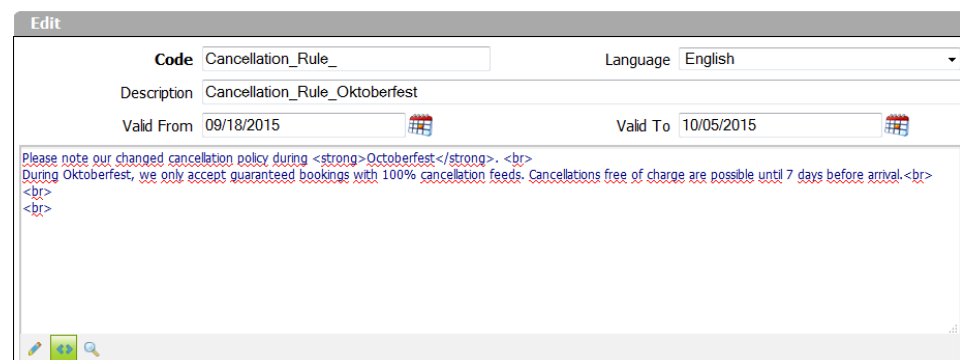 Edit
Code Cancellation_Rule_ Language English
Description Cancellation_Rule_Oktoberfest
Valid From 09/18/2015 Valid To 10/05/2015
Please note our changed cancellation policy during <strong>Octoberfest</strong>. <br>
During Oktoberfest, we only accept guaranteed bookings with 100% cancellation feeds. Cancellations free of charge are possible until 7 days before arrival.<br>
<br>
<br>